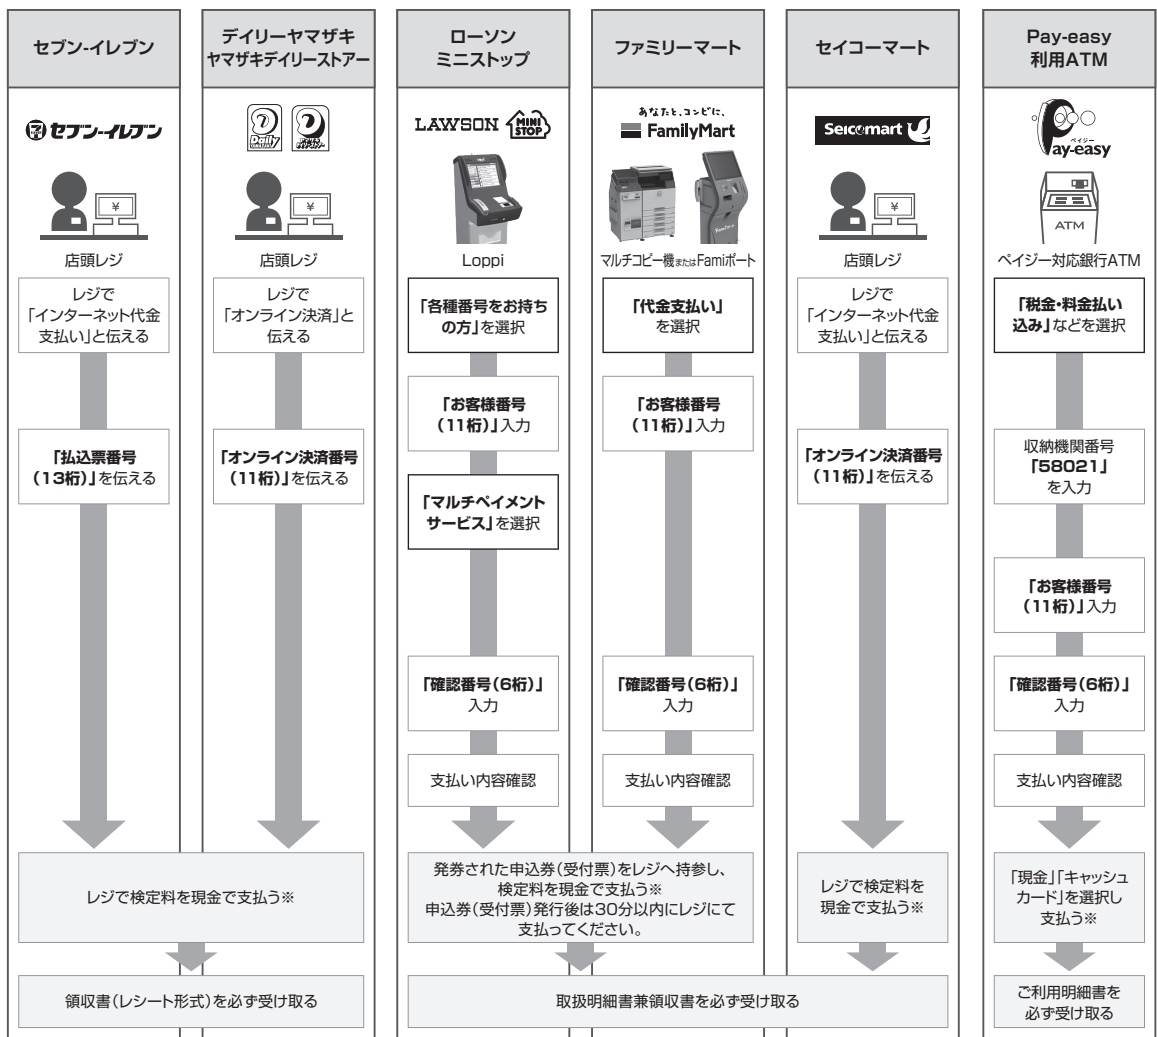 セブン-イレブン
セブン-イレブン
店頭レジ
レジで
「インターネット代金
支払い」と伝える
「払込票番号
(13桁)」を伝える
デイリーヤマザキ
ヤマザキデイリーストアー
Daily
店頭レジ
レジで
「オンライン決済」と
伝える
「オンライン決済番号
(11桁)」を伝える
レジで検定料を現金で支払う※
領収書(レシート形式)を必ず受け取る
ローソン
ミニストップ
LAWSON
MINI
STOP
Loppi
「各種番号をお持ち
の方」を選択
「お客様番号
(11桁)」入力
「マルチペイメント
サービス」を選択
「確認番号(6桁)」
入力
支払い内容確認
ファミリーマート
あなたと、コンビに、
FamilyMart
マルチコピー機またはFamiポート
「代金支払い」
を選択
「お客様番号
(11桁)」入力
「確認番号(6桁)」
入力
支払い内容確認
発券された申込券(受付票)をレジへ持参し、
検定料を現金で支払う※
申込券(受付票)発行後は30分以内にレジにて
支払ってください。
セイコーマート
Seicomart
店頭レジ
レジで
「インターネット代金
支払い」と伝える
「オンライン決済番号
(11桁)」を伝える
レジで検定料を
現金で支払う※
取扱明細書兼領収書を必ず受け取る
Pay-easy
利用ATM
ペイジー
Pay-easy
ATM
ペイジー対応銀行ATM
「税金・料金払い
込み」などを選択
収納機関番号
「58021」
を入力
「お客様番号
(11桁)」入力
「確認番号(6桁)」
入力
支払い内容確認
「現金」「キャッシュ
カード」を選択し
支払う※
ご利用明細書を
必ず受け取る